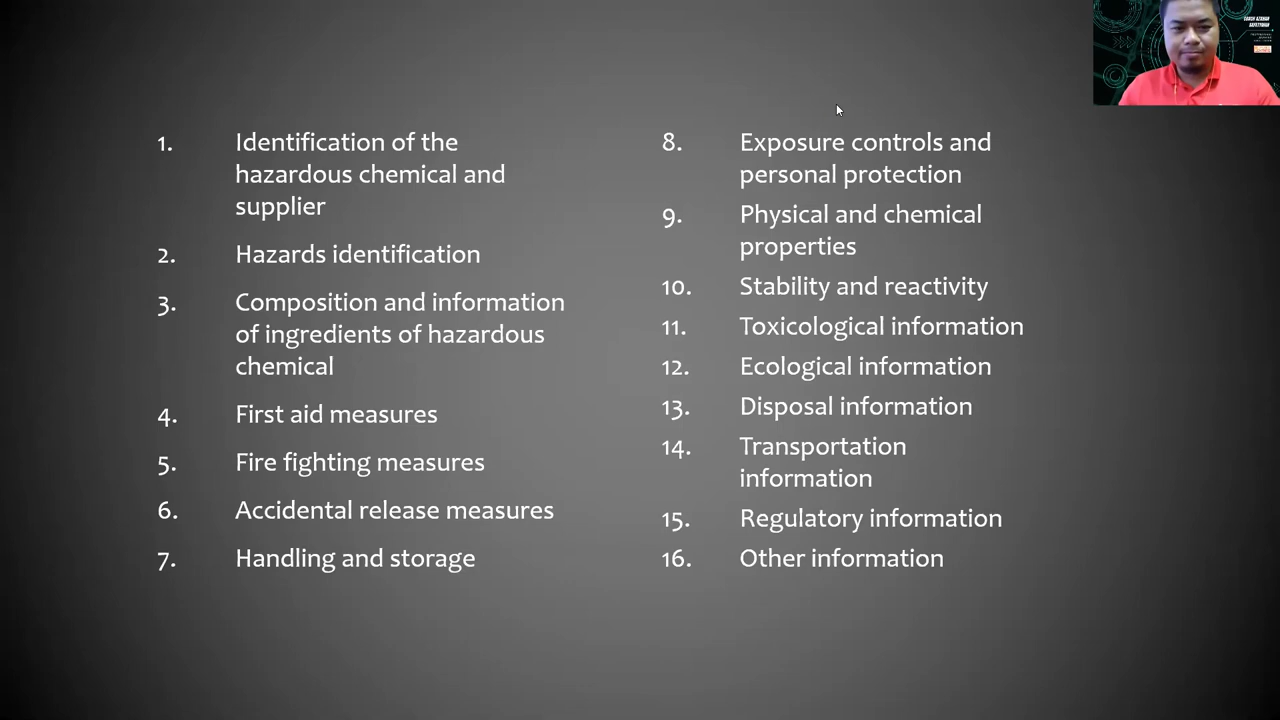 1. Identification of the
hazardous chemical and
supplier
2. Hazards identification
3. Composition and information
of ingredients of hazardous
chemical
4. First aid measures
5. Fire fighting measures
6. Accidental release measures
7. Handling and storage
8. Exposure controls and
personal protection
9. Physical and chemical
properties
10. Stability and reactivity
11. Toxicological information
12. Ecological information
13. Disposal information
14. Transportation
information
15. Regulatory information
16. Other information
COACH AZANAN
SAFETYMAN